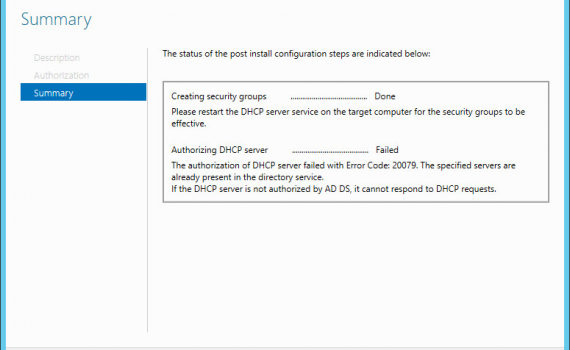 Summary
Description
Authorization
Summary
The status of the post install configuration steps are indicated below:
Creating security groups ..................................... Done
Please restart the DHCP server service on the target computer for the security groups to be
effective.
Authorizing DHCP server ..................................... Failed
The authorization of DHCP server failed with Error Code: 20079. The specified servers are
already present in the directory service.
If the DHCP server is not authorized by AD DS, it cannot respond to DHCP requests.